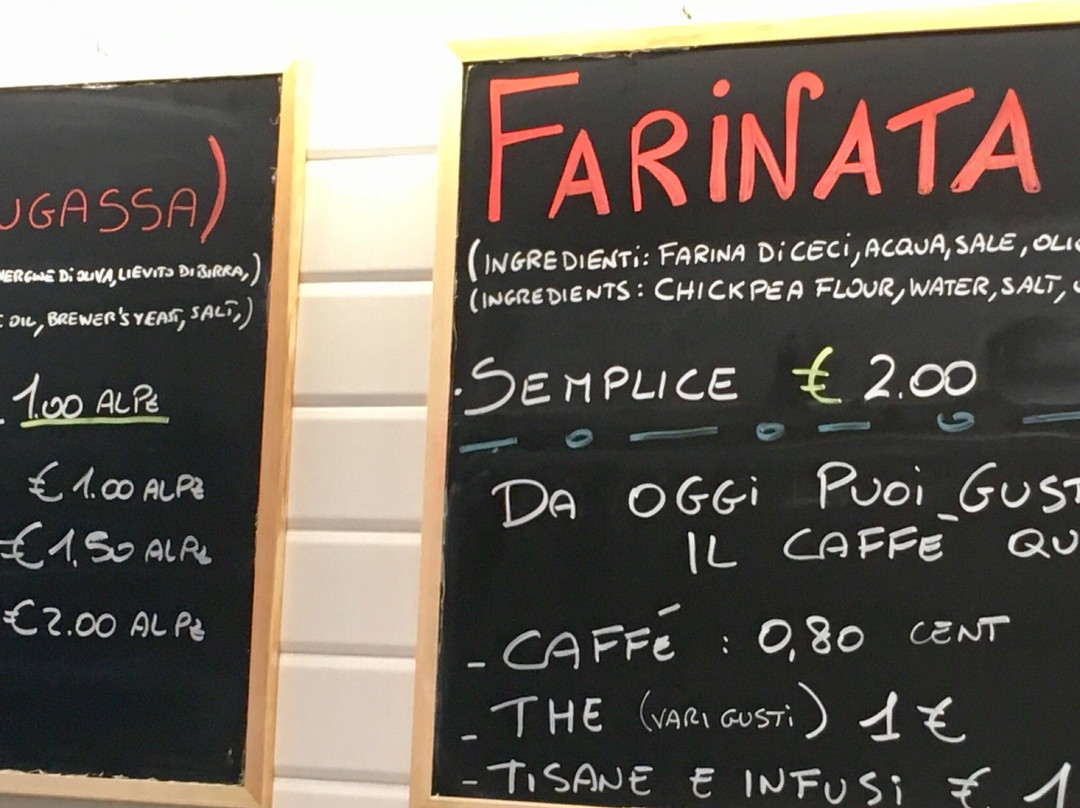 UGASSA)
VERGINE DI OLIVA, LIEVITO DI BIRRA,)
OIL, BREWER'S YEAST, SALT,)
1.00 AL PZ
€ 1.00 AL PZ
€ 1,50 AL PZ
€ 2.00 AL PZ
FARINATA
(INGREDIENTI: FARINA DI CECI, ACQUA, SALE, OLIO
(INGREDIENTS: CHICKPEA FLOUR, WATER, SALT,
· SEMPLICE € 2.00
DA OGGI PUOI GUST
IL CAFFE QU
- CAFFÉ : 0,80 CENT
- THE (VARI GUSTI) 1 €
- TISANE E INFUSI € 1